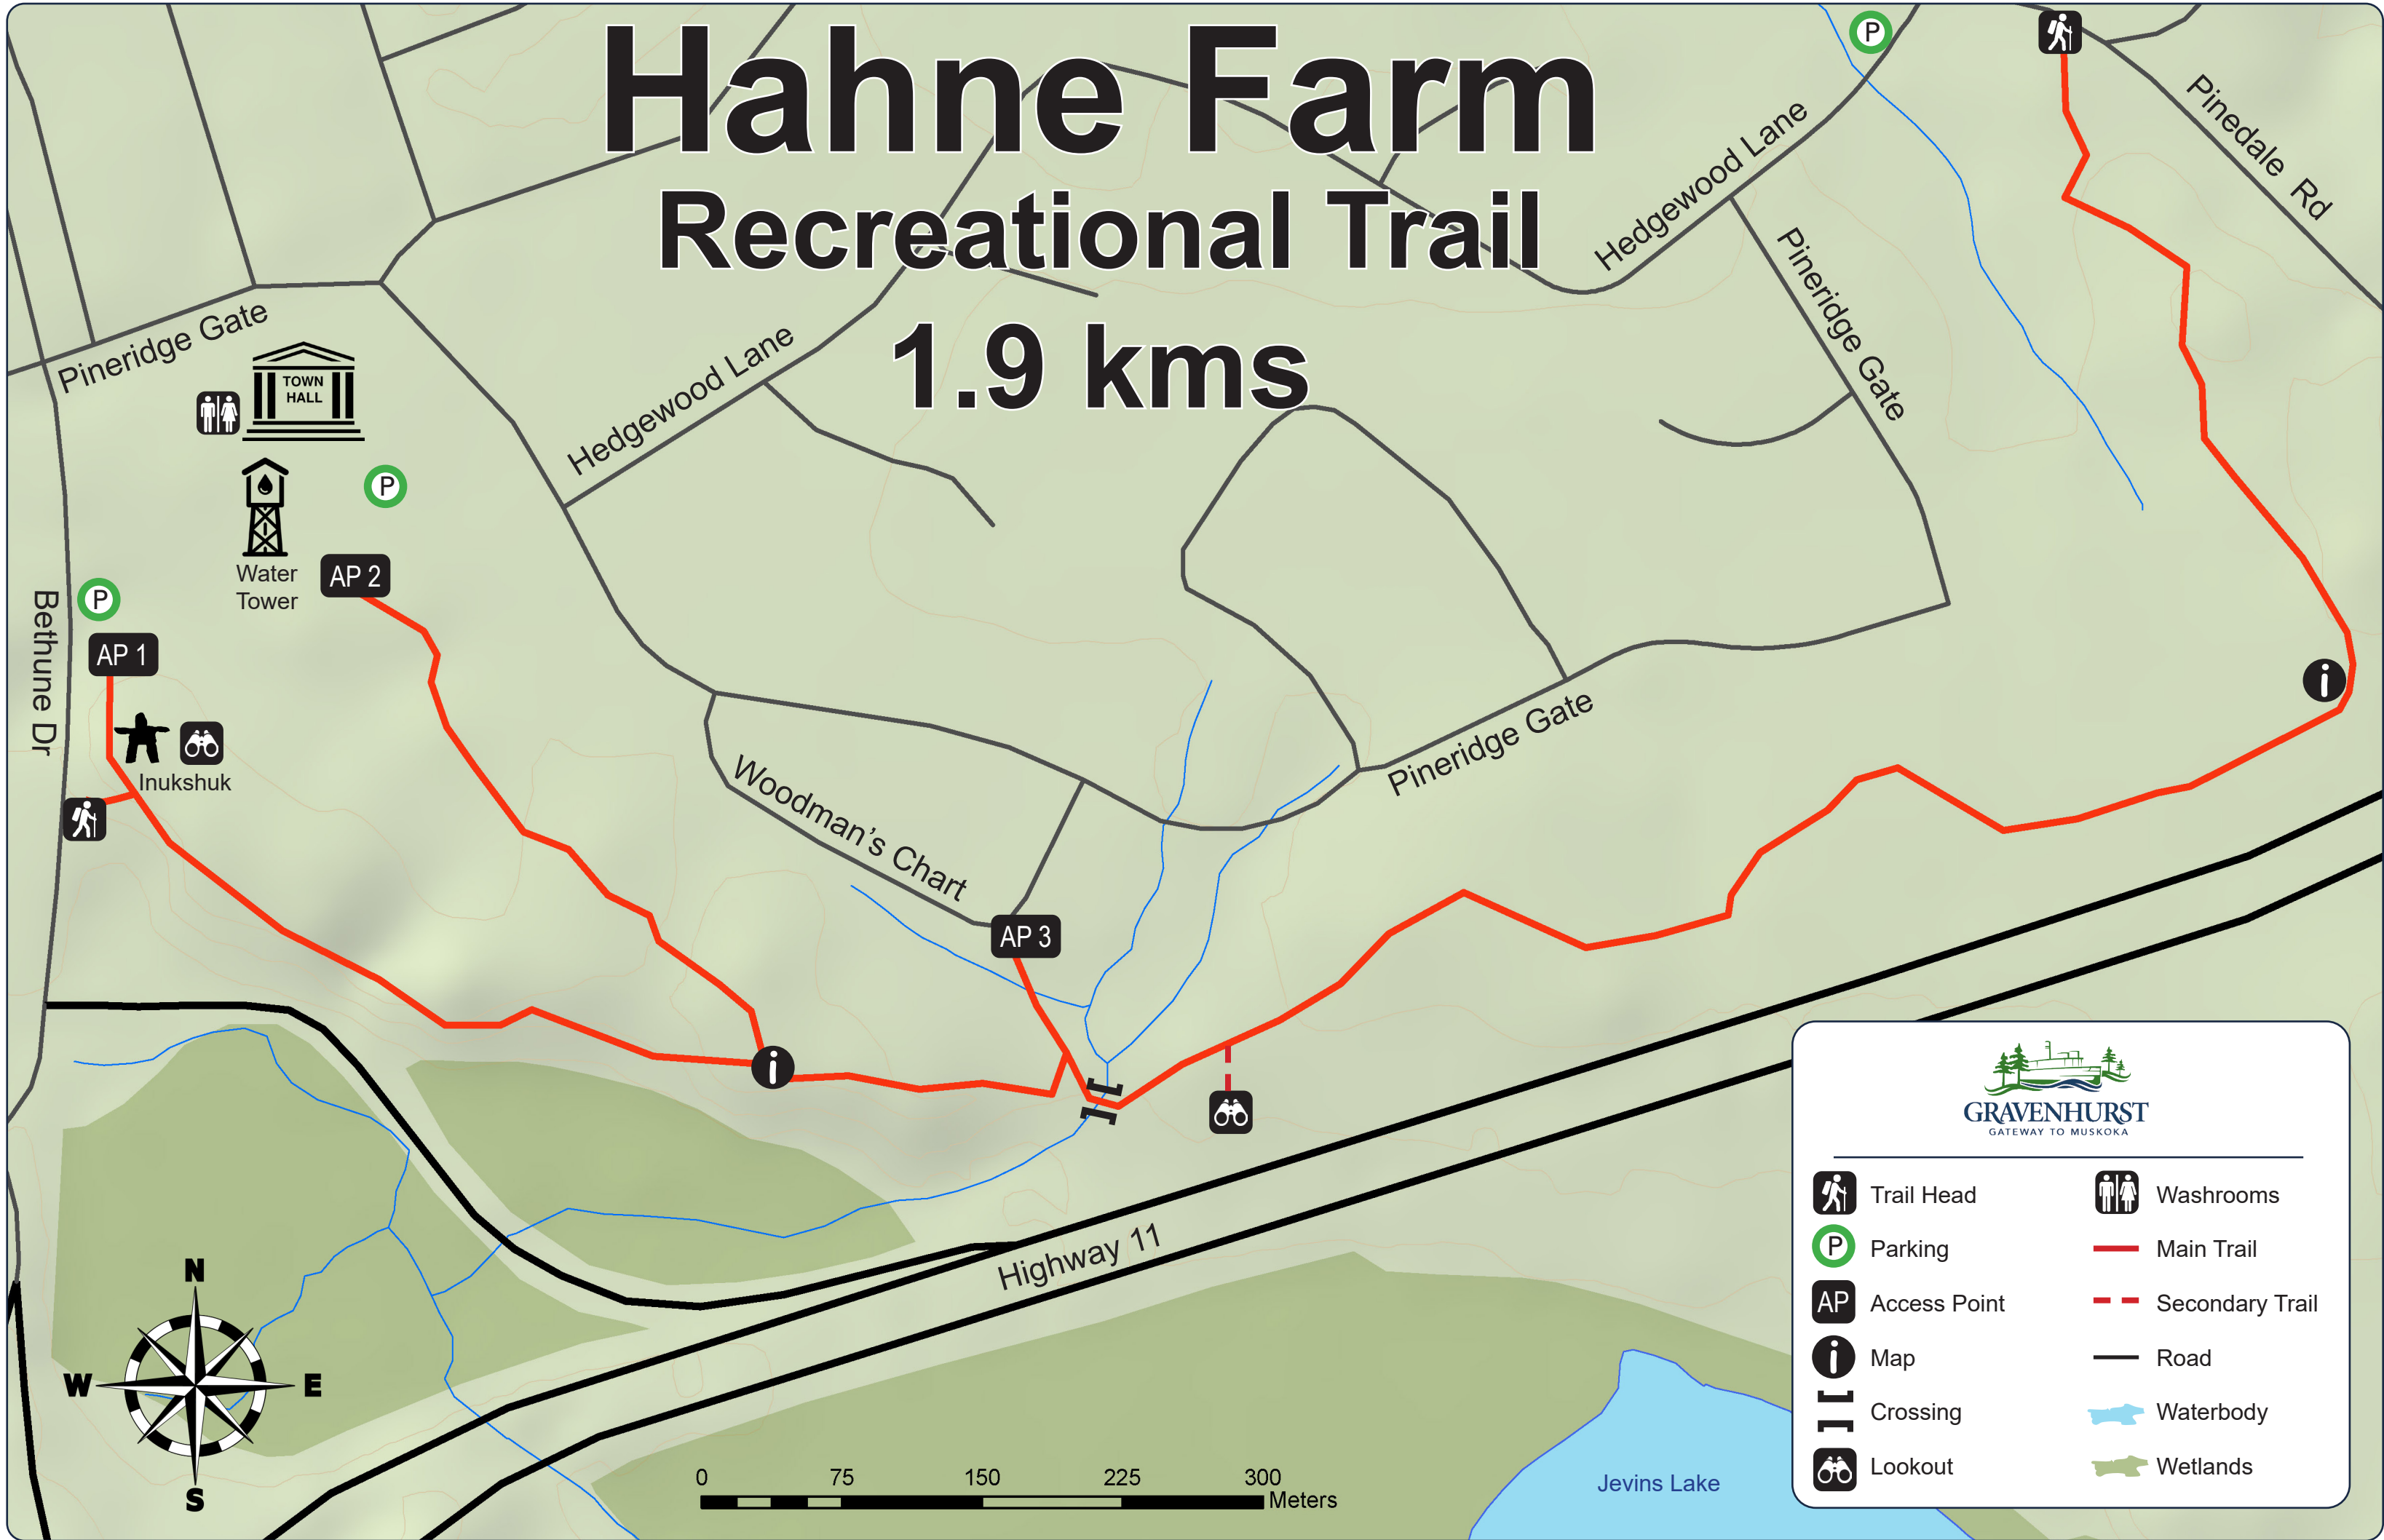 Hahne Farm
Recreational Trail
1.9 kms
P
Pinedale Rd
Hedgewood Lane
Pineridge Gate
Pineridge Gate
TOWN
HALL
Hedgewood Lane
P
Water
Tower
AP 2
P
AP 1
Bethune Dr
Inukshuk
i
Pineridge Gate
Woodman's Chart
AP 3
i
Highway 11
GRAVENHURST
GATEWAY TO MUSKOKA
Trail Head
P Parking
AP Access Point
i Map
Crossing
Lookout
Washrooms
Main Trail
Secondary Trail
Road
Waterbody
Wetlands
N
W E
S
0 75 150 225 300
Meters
Jevins Lake